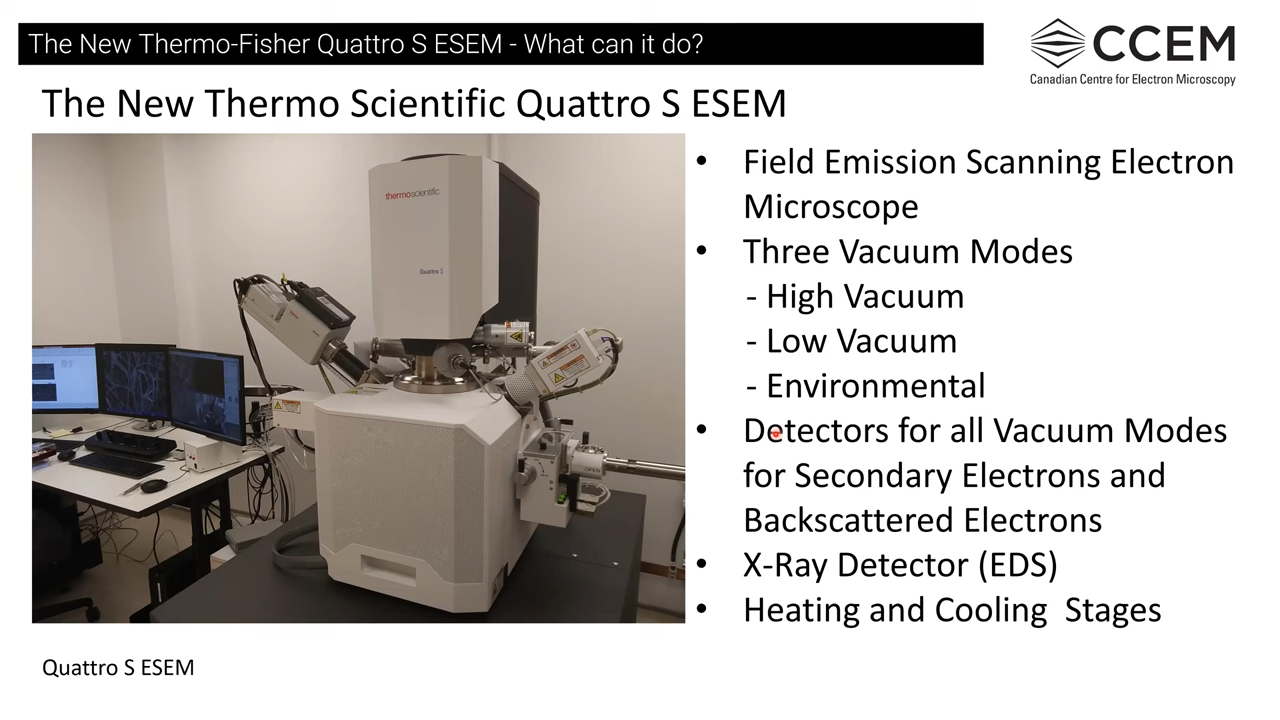 The New Thermo-Fisher Quattro S ESEM - What can it do?
CCEM
Canadian Centre for Electron Microscopy
The New Thermo Scientific Quattro S ESEM
• Field Emission Scanning Electron
Microscope
• Three Vacuum Modes
- High Vacuum
- Low Vacuum
- Environmental
• Detectors for all Vacuum Modes
for Secondary Electrons and
Backscattered Electrons
• X-Ray Detector (EDS)
• Heating and Cooling  Stages
thermoscientific
Quattro S
OPEN
Quattro S ESEM